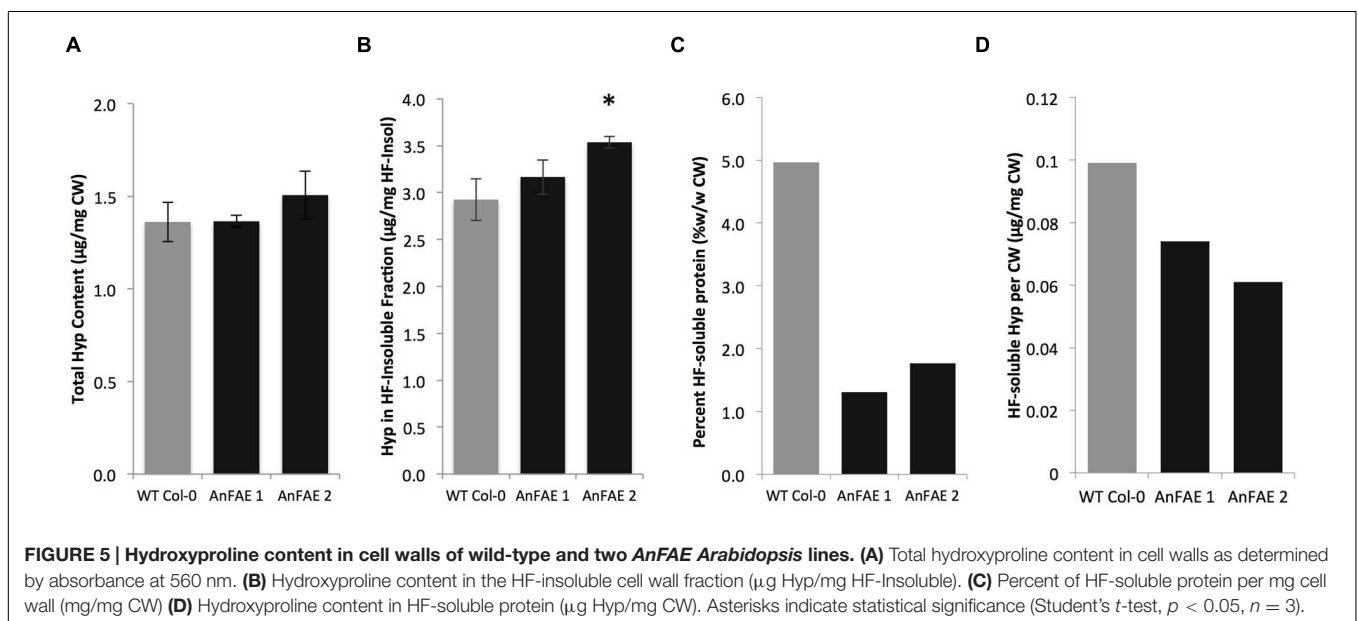 A
B
C
D
Total Hyp Content (µg/mg CW)
2.0
1.5
1.0
0.5
0.0
WT Col-0 AnFAE 1 AnFAE 2
Hyp in HF-Insoluble Fraction (µg/mg HF-Insol)
4.0
3.5
3.0
2.5
2.0
1.5
1.0
0.5
0.0
*
WT Col-0 AnFAE 1 AnFAE 2
Percent HF-soluble protein (%w/w CW)
6.0
5.0
4.0
3.0
2.0
1.0
0.0
WT Col-0 AnFAE 1 AnFAE 2
HF-soluble Hyp per CW (µg/mg CW)
0.12
0.1
0.08
0.06
0.04
0.02
0
WT Col-0 AnFAE 1 AnFAE 2
FIGURE 5 | Hydroxyproline content in cell walls of wild-type and two AnFAE Arabidopsis lines. (A) Total hydroxyproline content in cell walls as determined
by absorbance at 560 nm. (B) Hydroxyproline content in the HF-insoluble cell wall fraction (µg Hyp/mg HF-Insoluble). (C) Percent of HF-soluble protein per mg cell
wall (mg/mg CW) (D) Hydroxyproline content in HF-soluble protein (µg Hyp/mg CW). Asterisks indicate statistical significance (Student's t-test, p < 0.05, n = 3).